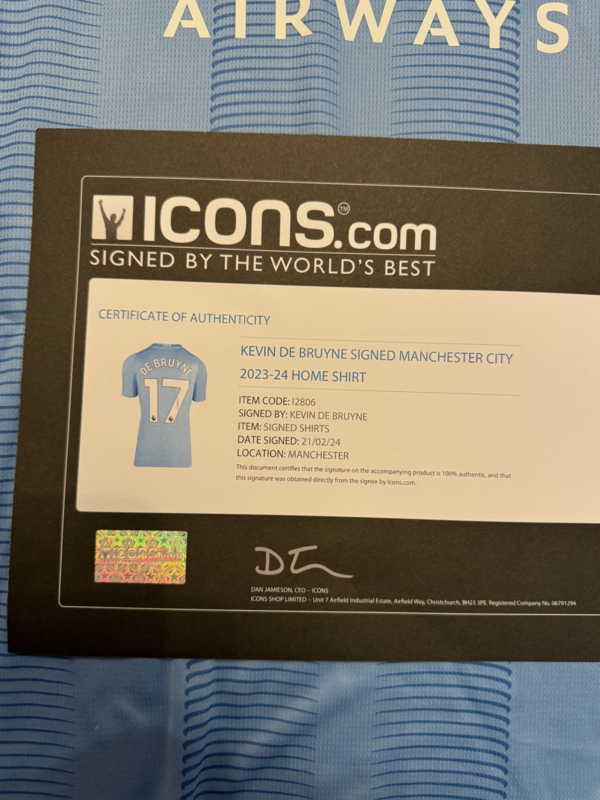 AIRWAYS
ICONS.com™
SIGNED BY THE WORLD'S BEST
CERTIFICATE OF AUTHENTICITY
DE BRUYNE
17
KEVIN DE BRUYNE SIGNED MANCHESTER CITY
2023-24 HOME SHIRT
ITEM CODE: I2806
SIGNED BY: KEVIN DE BRUYNE
ITEM: SIGNED SHIRTS
DATE SIGNED: 21/02/24
LOCATION: MANCHESTER
This document certifies that the signature on the accompanying product is 100% authentic, and that
this signature was obtained directly from the signee by Icons.com.
DAN JAMIESON, CEO – ICONS
ICONS SHOP LIMITED – Unit 7 Airfield Industrial Estate, Airfield Way, Christchurch, BH23 3PE. Registered Company No. 06791294